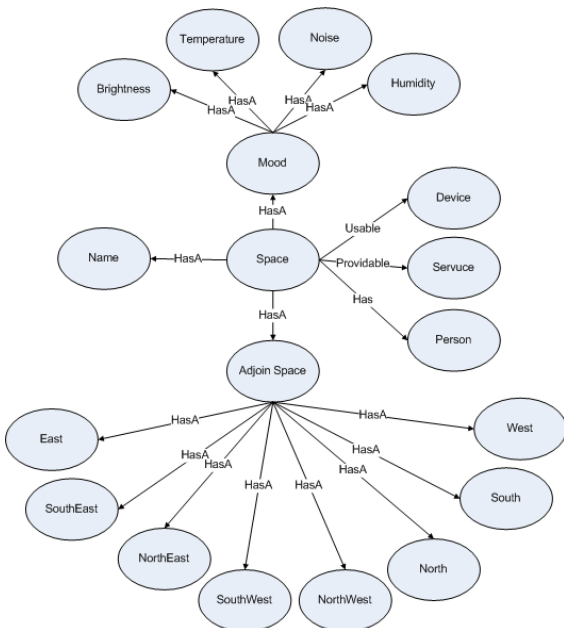 Temperature
Noise
Brightness
Humidity
HasA
HasA
HasA
HasA
Mood
HasA
Device
Usable
Name
HasA
Space
Providable
Servuce
Has
Person
HasA
Adjoin Space
HasA
HasA
East
HasA
HasA
HasA
HasA
HasA
HasA
West
SouthEast
South
NorthEast
North
SouthWest
NorthWest